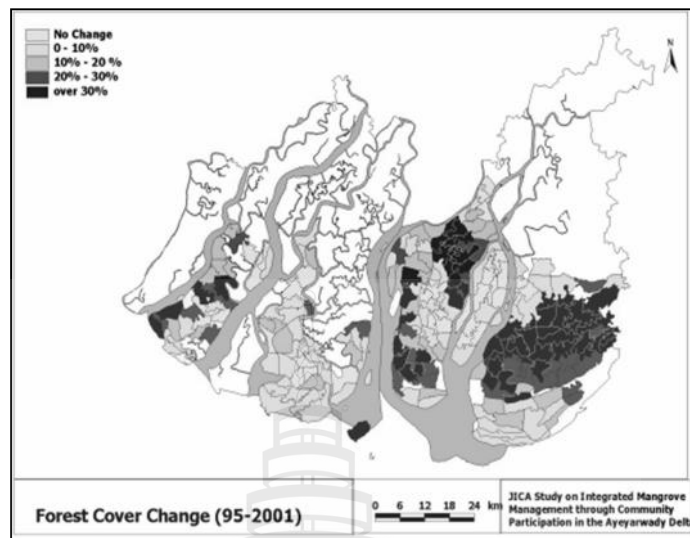 No Change
0 - 10%
10% - 20 %
20% - 30%
over 30%
N
Forest Cover Change (95-2001)
km
0 6 12 18 24
JICA Study on Integrated Mangrove
Management through Community
Participation in the Ayeyarwady Delt